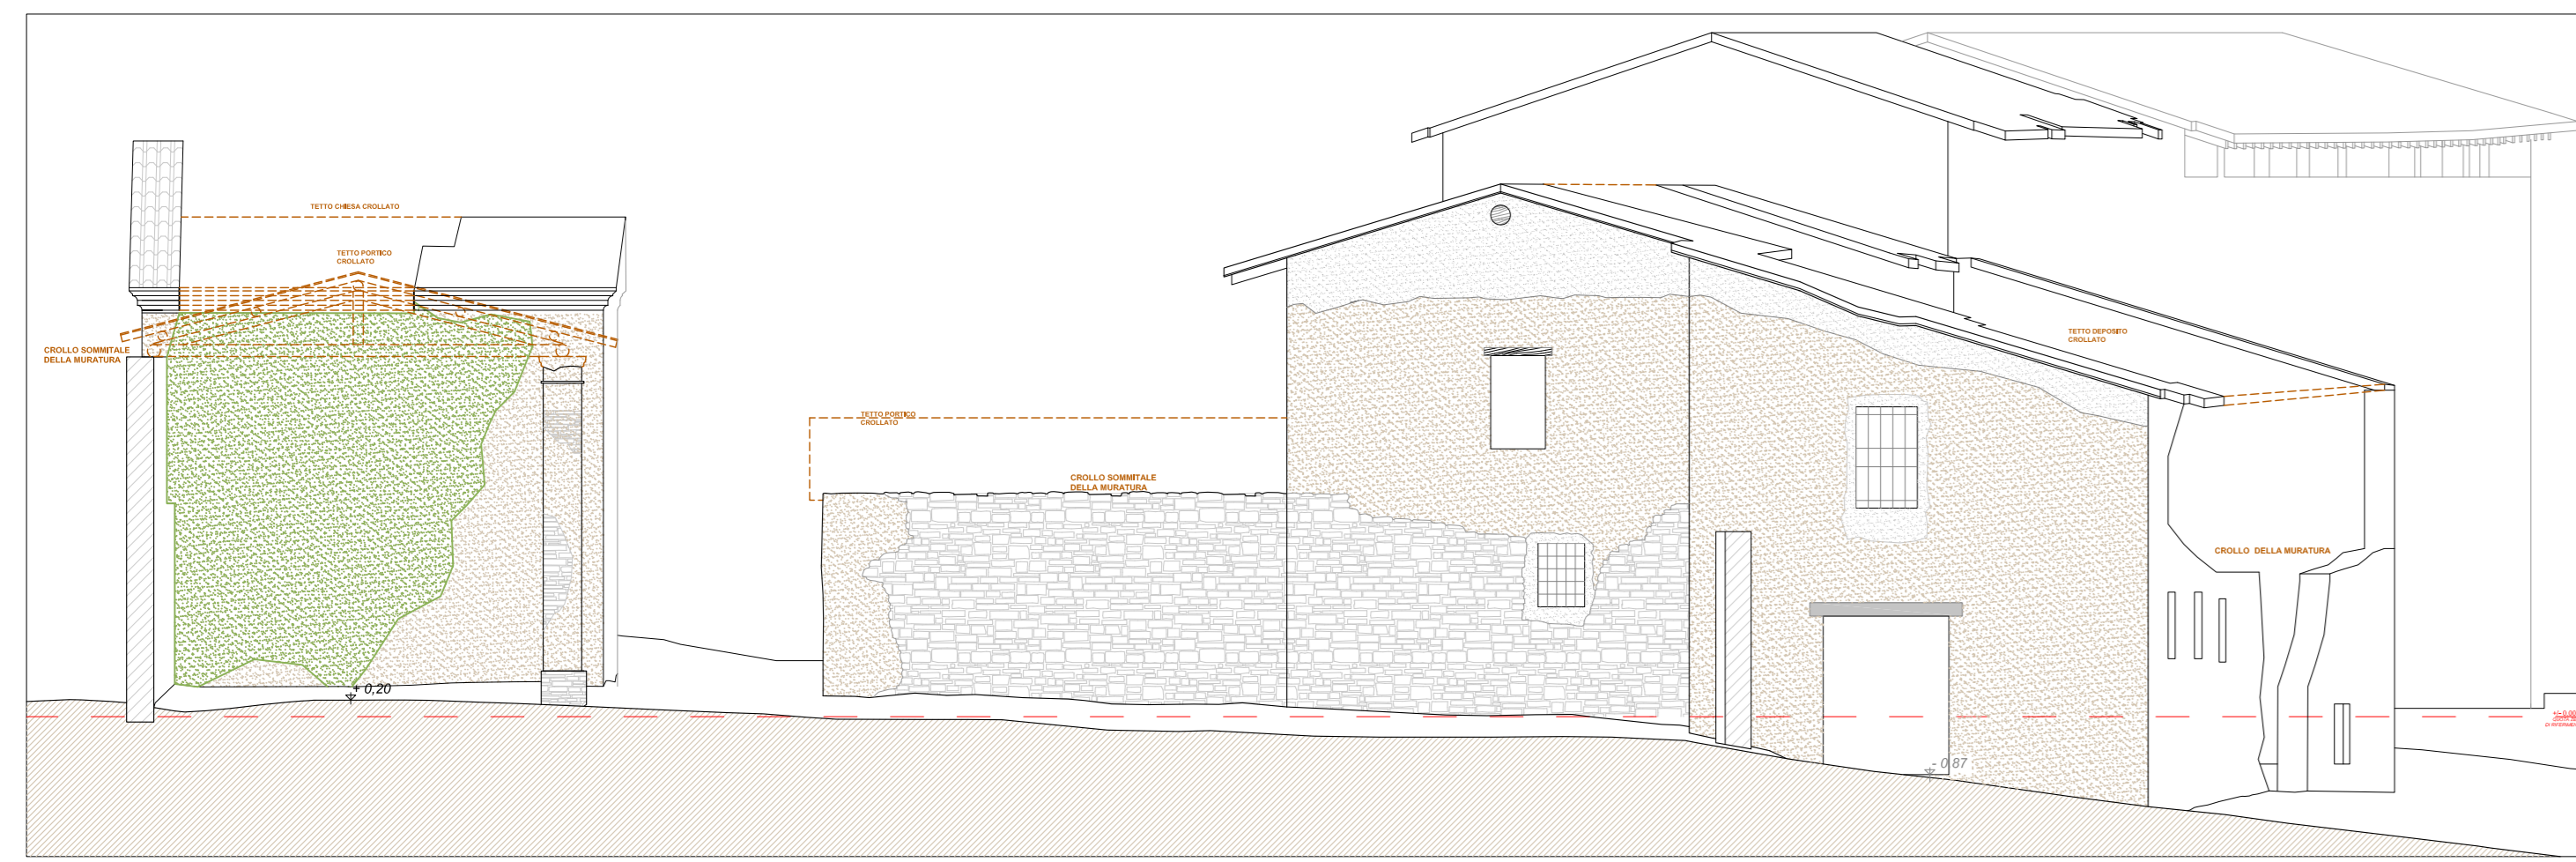 TETTO CHIESA CROLLATO
TETTO PORTICO
CROLLATO
CROLLO SOMMITALE
DELLA MURATURA
+ 0,20
TETTO PORTICO
CROLLATO
CROLLO SOMMITALE
DELLA MURATURA
TETTO DEPOSITO
CROLLATO
CROLLO DELLA MURATURA
- 0,87
+/- 0.00